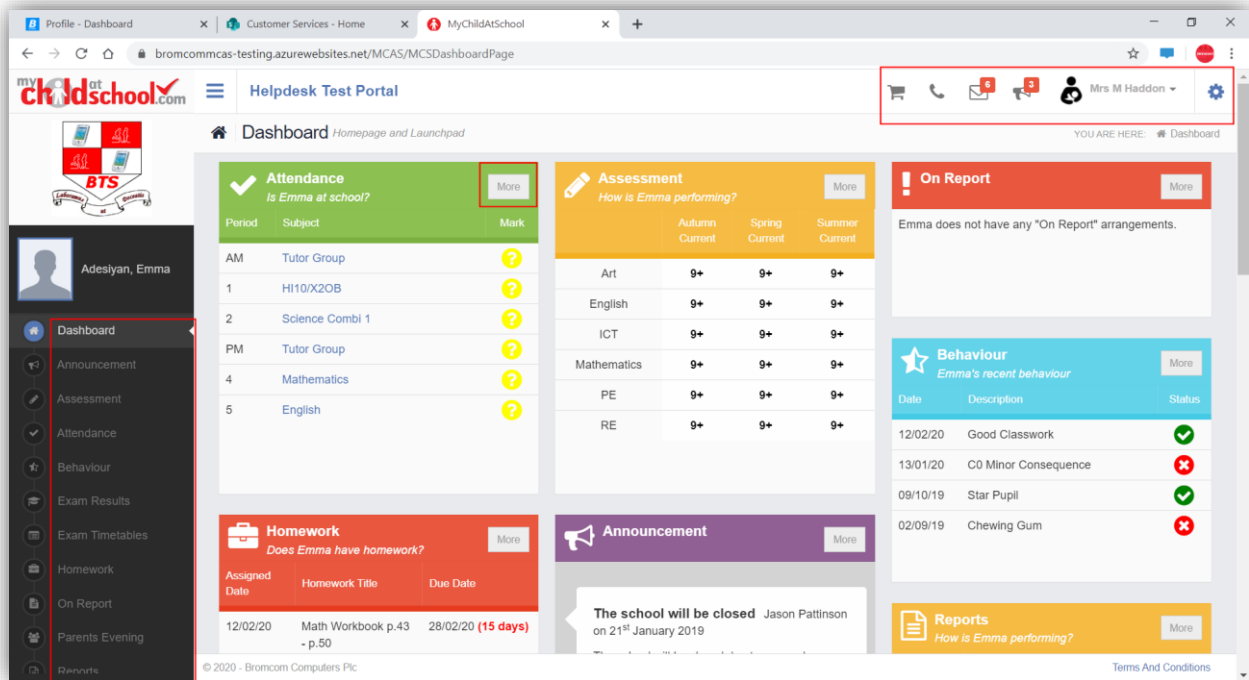 Profile - Dashboard
Customer Services - Home
MyChildAtSchool
bromcommcas-testing.azurewebsites.net/MCAS/MCSDashboardPage
my child at school.com
Helpdesk Test Portal
6
3
Mrs M Haddon
Dashboard Homepage and Launchpad
YOU ARE HERE: Dashboard
BTS
at
Adesiyan, Emma
Dashboard
Announcement
Assessment
Attendance
Behaviour
Exam Results
Exam Timetables
Homework
On Report
Parents Evening
Reports
Attendance
Is Emma at school?
More
Period Subject Mark
AM Tutor Group ?
1 HI10/X2OB ?
2 Science Combi 1 ?
PM Tutor Group ?
4 Mathematics ?
5 English ?
Assessment
How is Emma performing?
More
Autumn Current Spring Current Summer Current
Art 9+ 9+ 9+
English 9+ 9+ 9+
ICT 9+ 9+ 9+
Mathematics 9+ 9+ 9+
PE 9+ 9+ 9+
RE 9+ 9+ 9+
On Report
More
Emma does not have any "On Report" arrangements.
Behaviour
Emma's recent behaviour
More
Date Description Status
12/02/20 Good Classwork
13/01/20 C0 Minor Consequence
09/10/19 Star Pupil
02/09/19 Chewing Gum
Homework
Does Emma have homework?
More
Assigned Date Homework Title Due Date
12/02/20 Math Workbook p.43 28/02/20 (15 days)
- p.50
Announcement
More
The school will be closed Jason Pattinson
on 21st January 2019
Reports
How is Emma performing?
More
© 2020 - Bromcom Computers Plc
Terms And Conditions